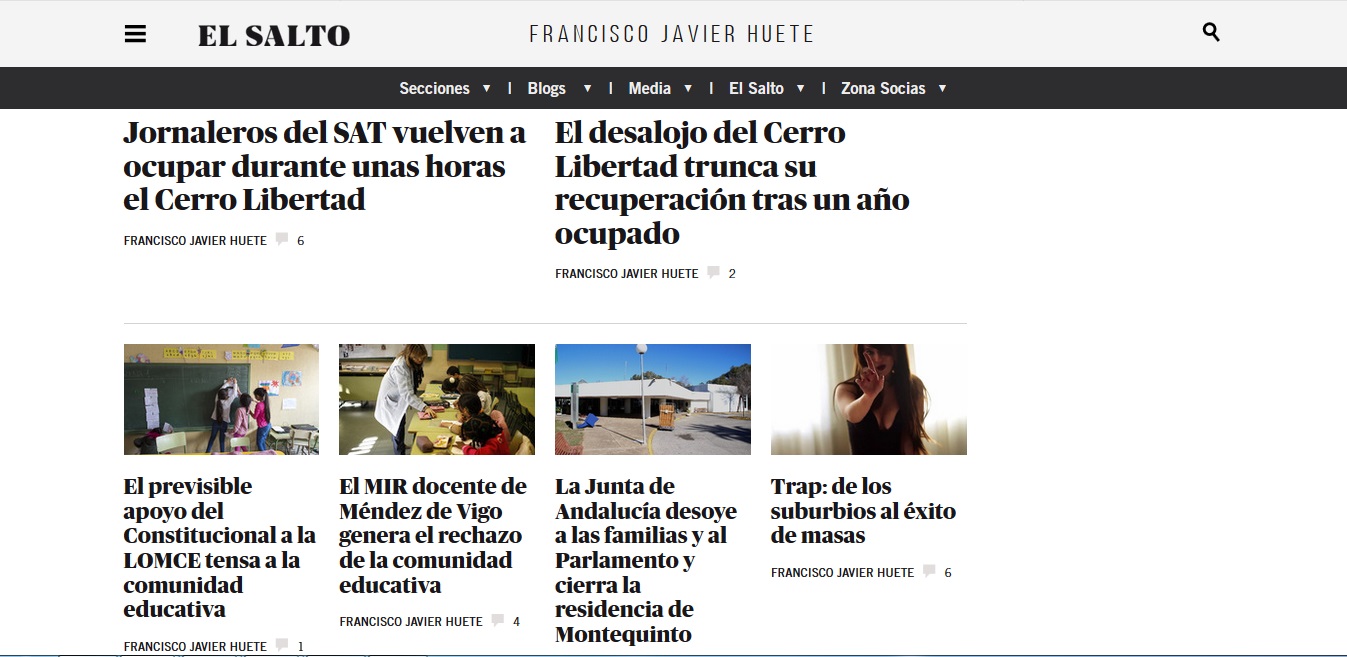 EL SALTO
FRANCISCO JAVIER HUETE
Secciones ▼ | Blogs ▼ | Media ▼ | El Salto ▼ | Zona Socias ▼
Jornaleros del SAT vuelven a
ocupar durante unas horas
el Cerro Libertad
FRANCISCO JAVIER HUETE 6
El desalojo del Cerro
Libertad trunca su
recuperación tras un año
ocupado
FRANCISCO JAVIER HUETE 2
El previsible
apoyo del
Constitucional a la
LOMCE tensa a la
comunidad
educativa
FRANCISCO JAVIER HUETE 1
El MIR docente de
Méndez de Vigo
genera el rechazo
de la comunidad
educativa
FRANCISCO JAVIER HUETE 4
La Junta de
Andalucía desoye
a las familias y al
Parlamento y
cierra la
residencia de
Montequinto
Trap: de los
suburbios al éxito
de masas
FRANCISCO JAVIER HUETE 6